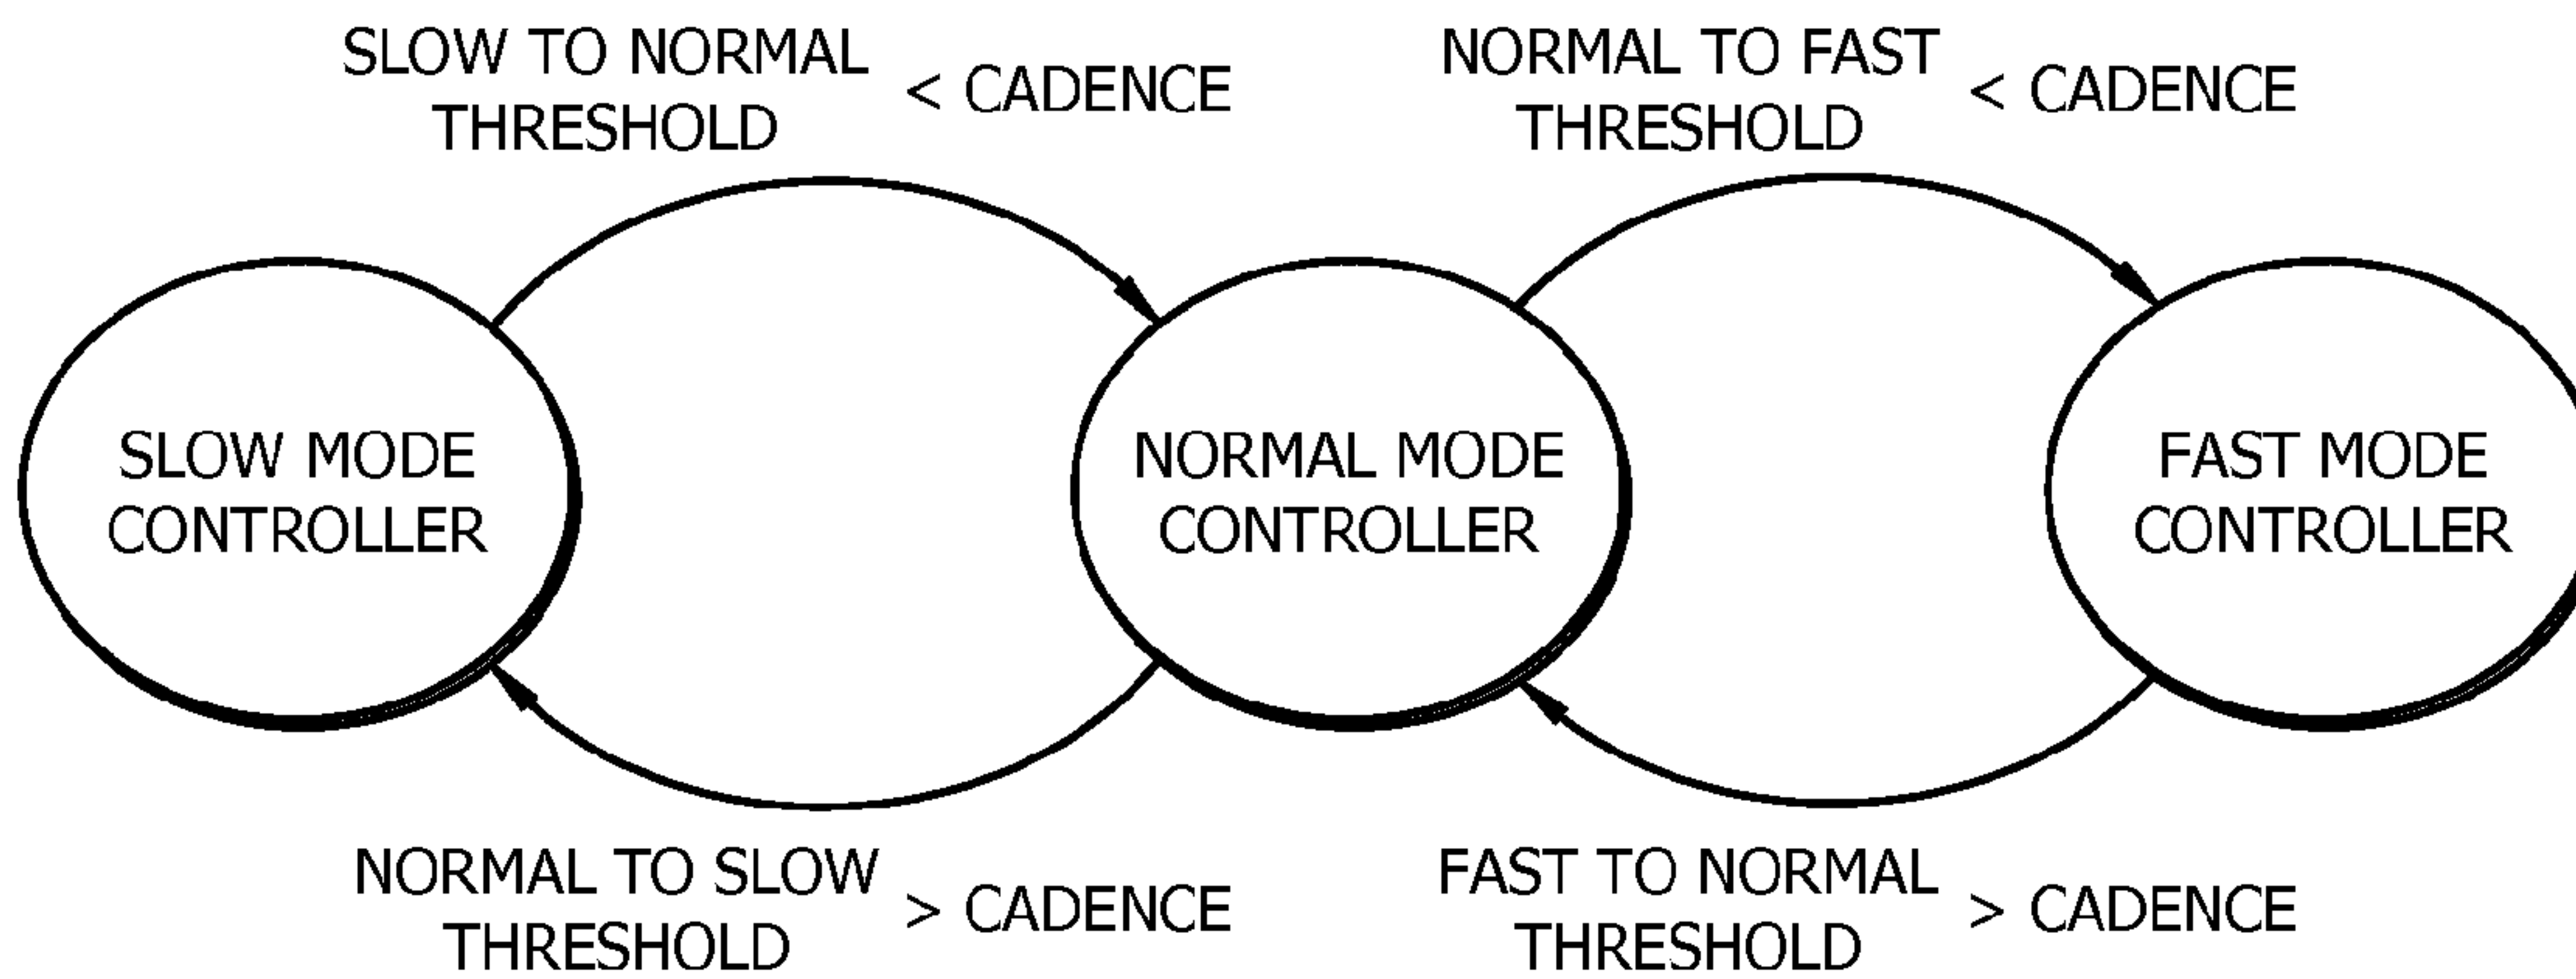 SLOW TO NORMAL
THRESHOLD
< CADENCE
NORMAL TO FAST
THRESHOLD
< CADENCE
SLOW MODE
CONTROLLER
NORMAL MODE
CONTROLLER
FAST MODE
CONTROLLER
NORMAL TO SLOW
THRESHOLD
> CADENCE
FAST TO NORMAL
THRESHOLD
> CADENCE